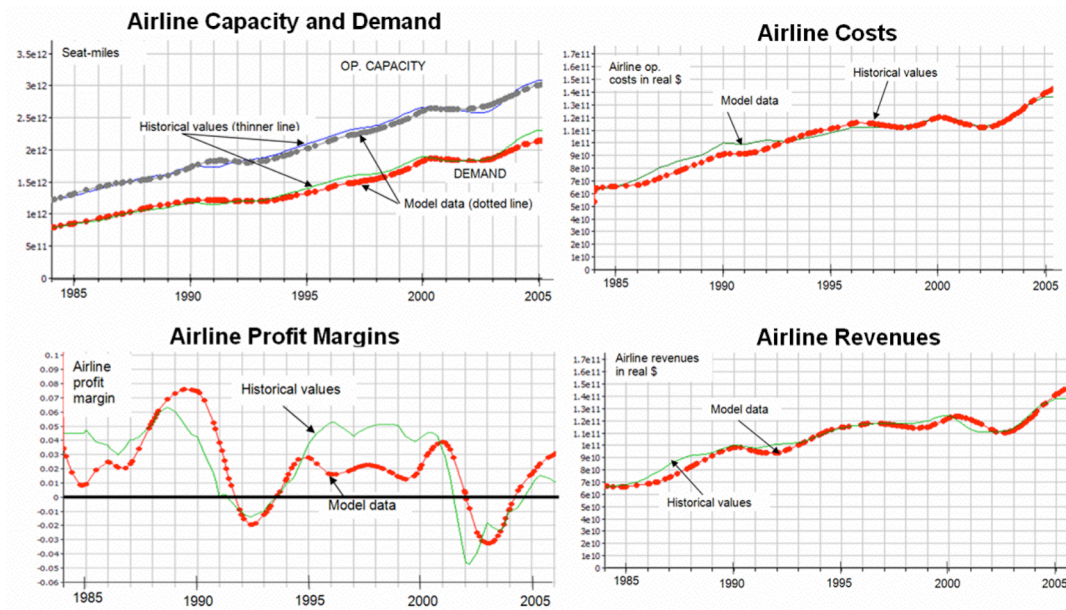 Airline Capacity and Demand
3.5e12
Seat-miles
OP. CAPACITY
3e12
2.5e12
Historical values (thinner line)
2e12
1.5e12
DEMAND
Model data (dotted line)
1e12
5e11
0
1985
1990
1995
2000
2005
Airline Costs
1.7e11
1.6e11
1.5e11
1.4e11
1.3e11
1.2e11
1.1e11
1e11
9e10
8e10
7e10
6e10
5e10
4e10
3e10
2e10
1e10
0
Airline op.
costs in real $
Historical values
Model data
1985
1990
1995
2000
2005
Airline Profit Margins
0.1
0.09
0.08
0.07
0.06
0.05
0.04
0.03
0.02
0.01
0
-0.01
-0.02
-0.03
-0.04
-0.05
-0.06
Airline
profit
margin
Historical values
Model data
1985
1990
1995
2000
2005
Airline Revenues
1.7e11
1.6e11
1.5e11
1.4e11
1.3e11
1.2e11
1.1e11
1e11
9e10
8e10
7e10
6e10
5e10
4e10
3e10
2e10
1e10
0
Airline revenues
in real $
Model data
Historical values
1985
1990
1995
2000
2005